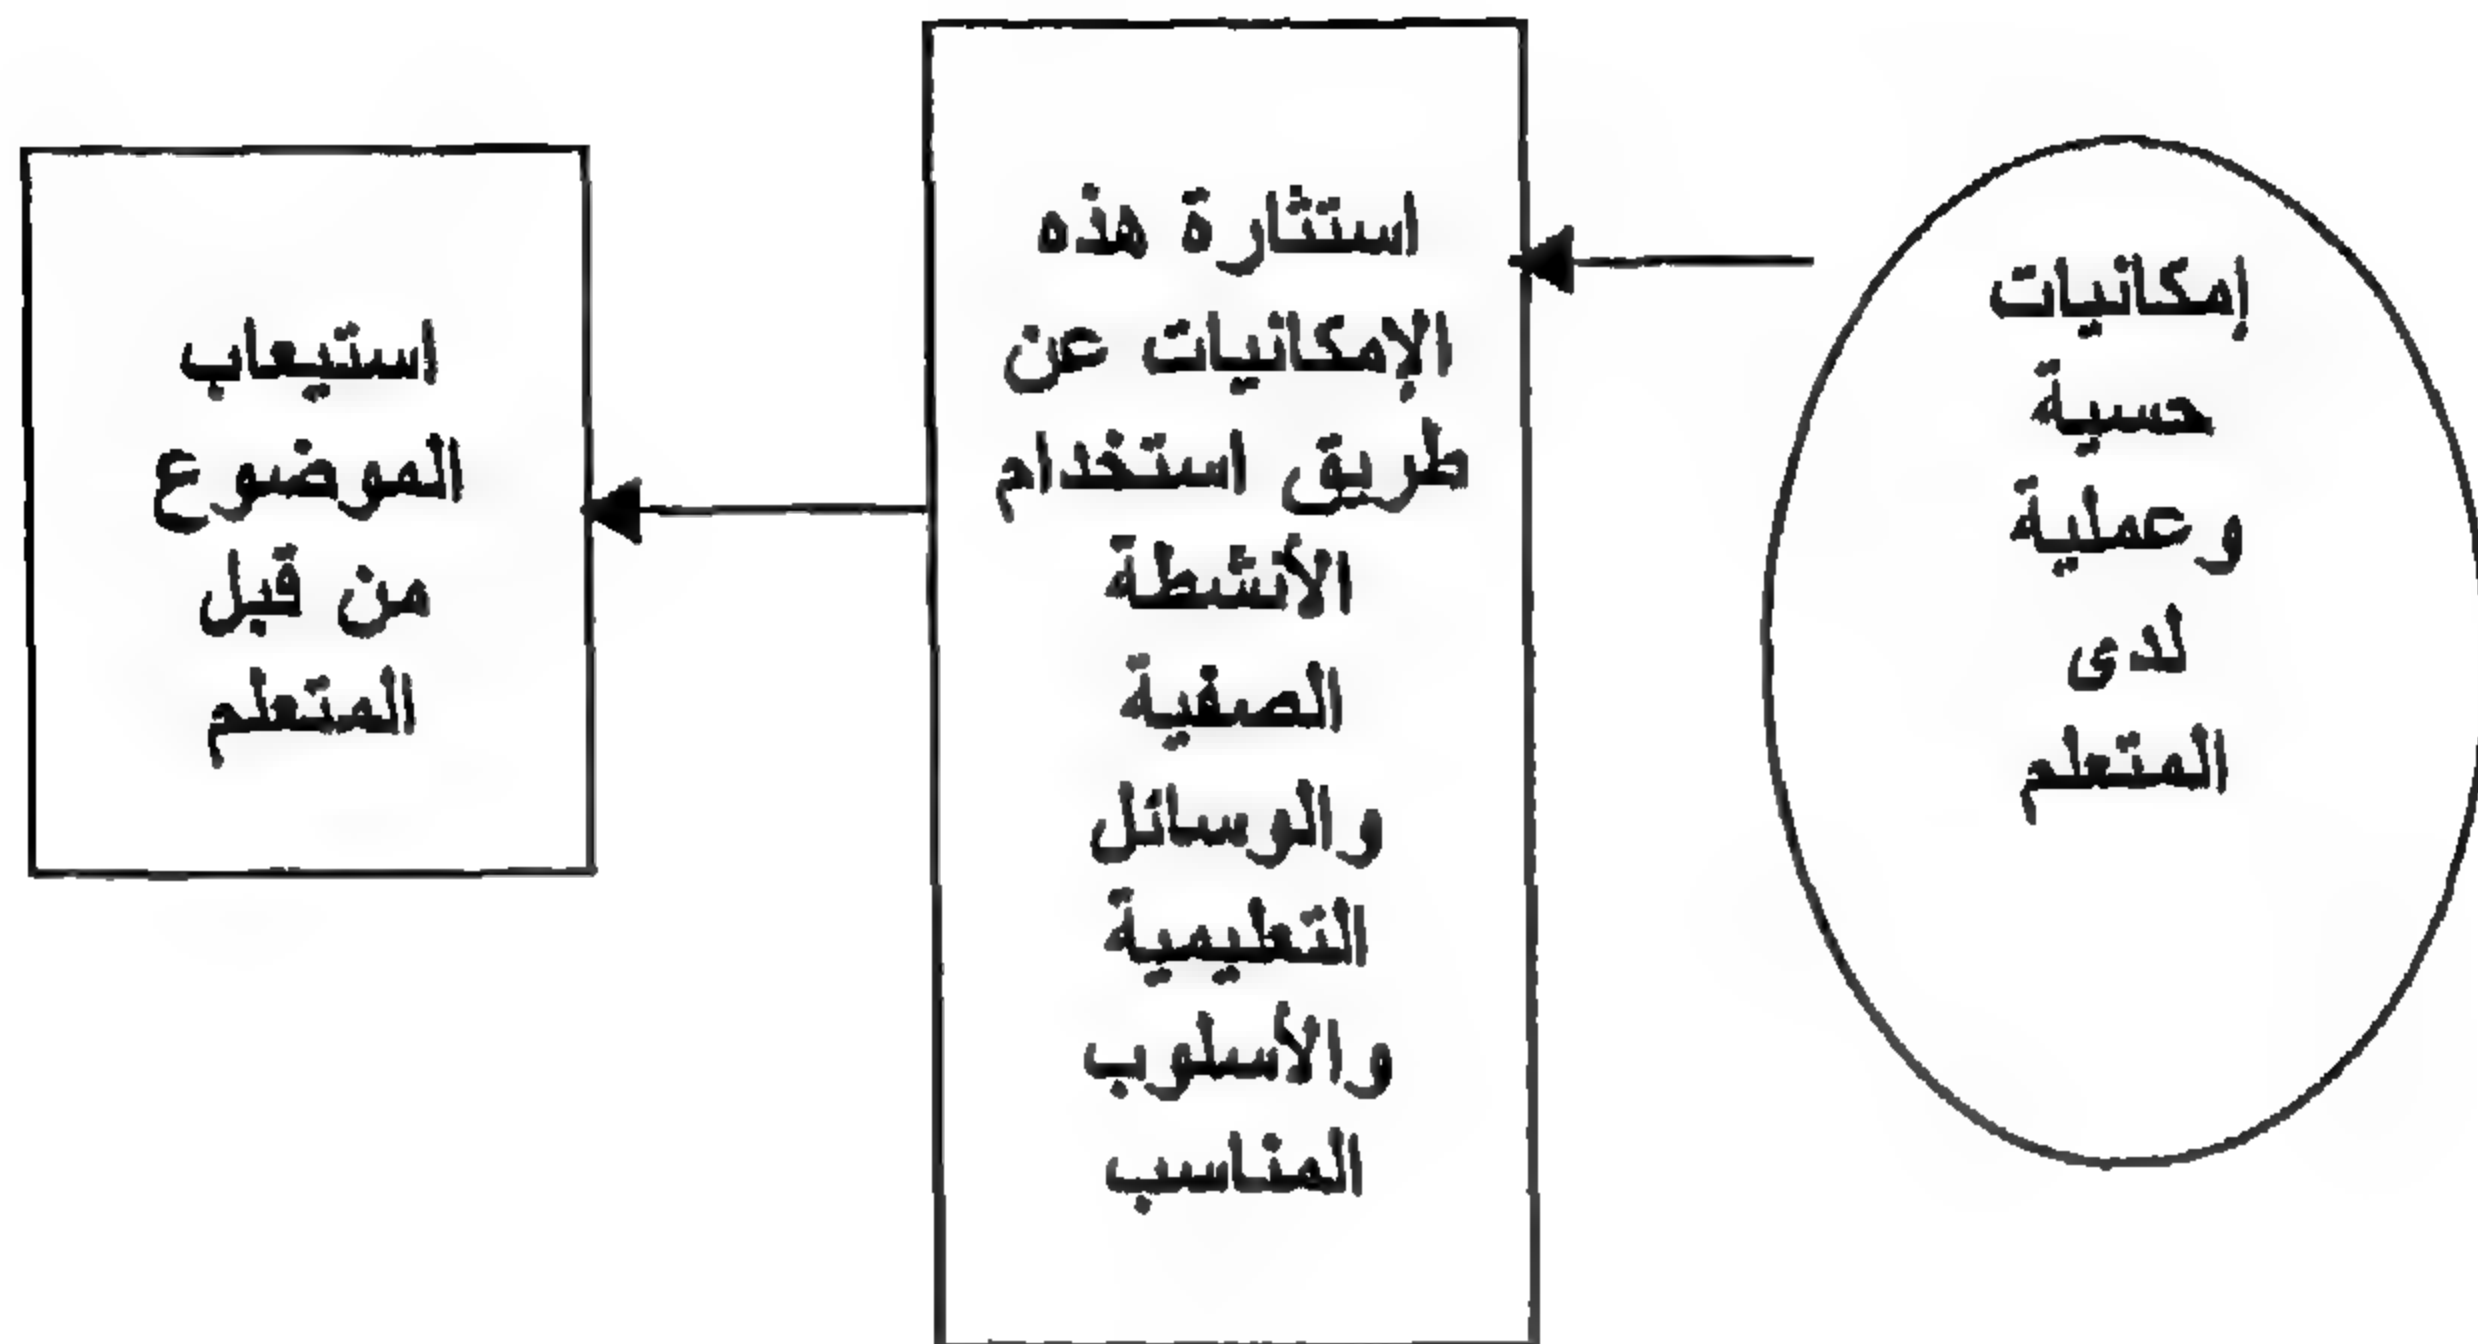 إمكانيات
حسية
وعملية
لدى
المتعلم
استثارة هذه
الإمكانيات عن
طريق استخدام
الأنشطة
الصفية
والوسائل
التعليمية
والأسلوب
المناسب
استيعاب
الموضوع
من قبل
المتعلم